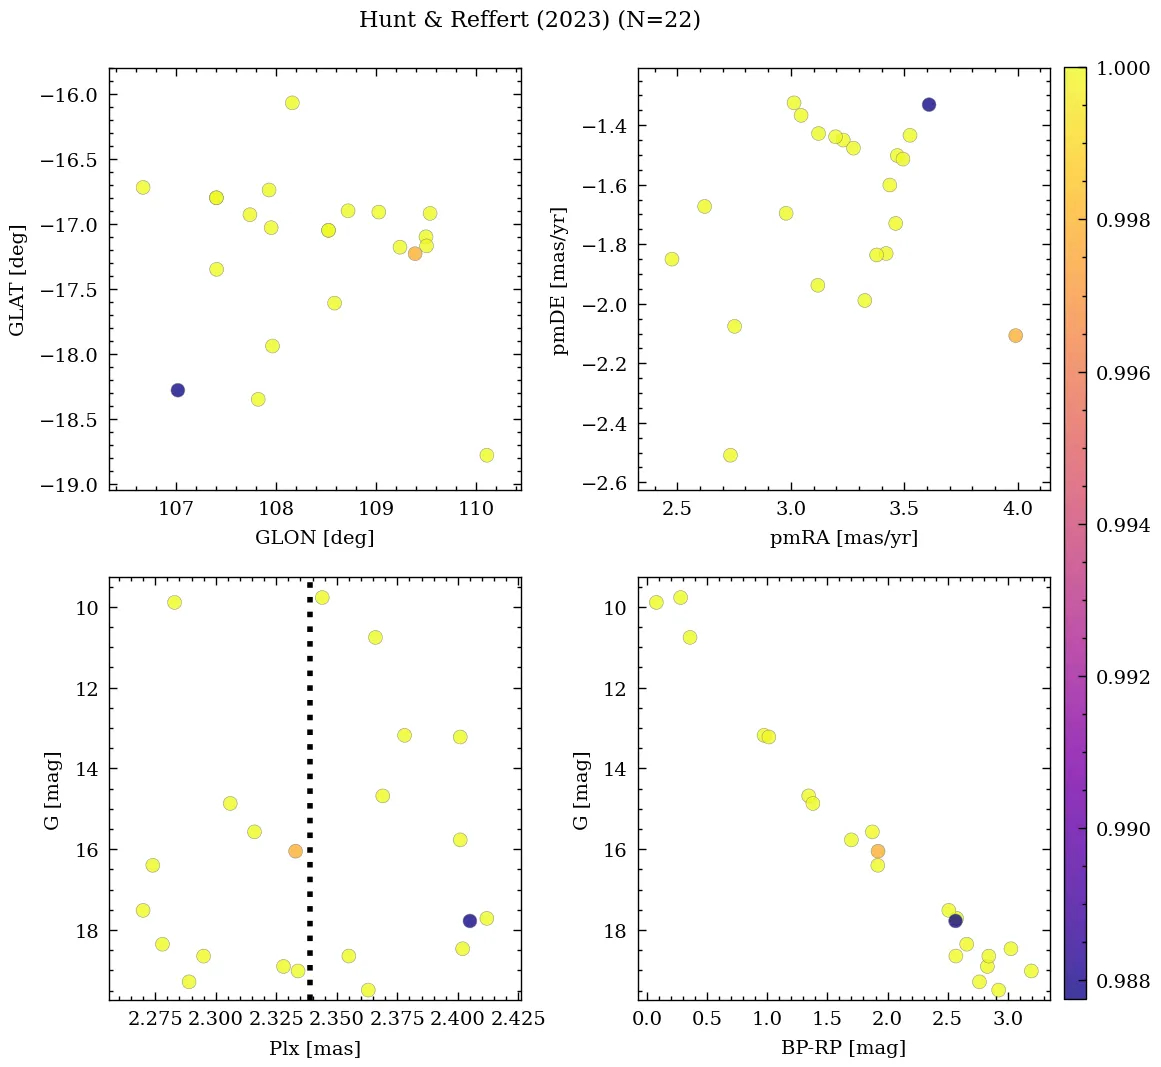 Hunt & Reffert (2023) (N=22)
−16.0
−16.5
−17.0
−17.5
−18.0
−18.5
−19.0
GLAT [deg]
107 108 109 110
GLON [deg]
−1.4
−1.6
−1.8
−2.0
−2.2
−2.4
−2.6
pmDE [mas/yr]
2.5 3.0 3.5 4.0
pmRA [mas/yr]
10
12
14
16
18
G [mag]
2.275 2.300 2.325 2.350 2.375 2.400 2.425
Plx [mas]
10
12
14
16
18
G [mag]
0.0 0.5 1.0 1.5 2.0 2.5 3.0
BP-RP [mag]
1.000
0.998
0.996
0.994
0.992
0.990
0.988